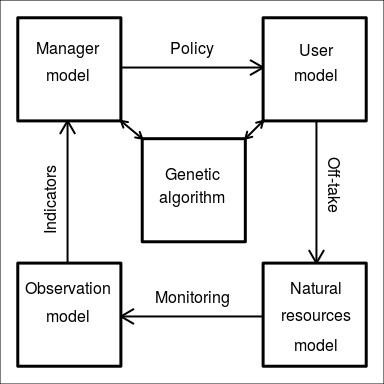 Manager
model
Policy
User
model
Genetic
algorithm
Indicators
Off-take
Observation
model
Monitoring
Natural
resources
model